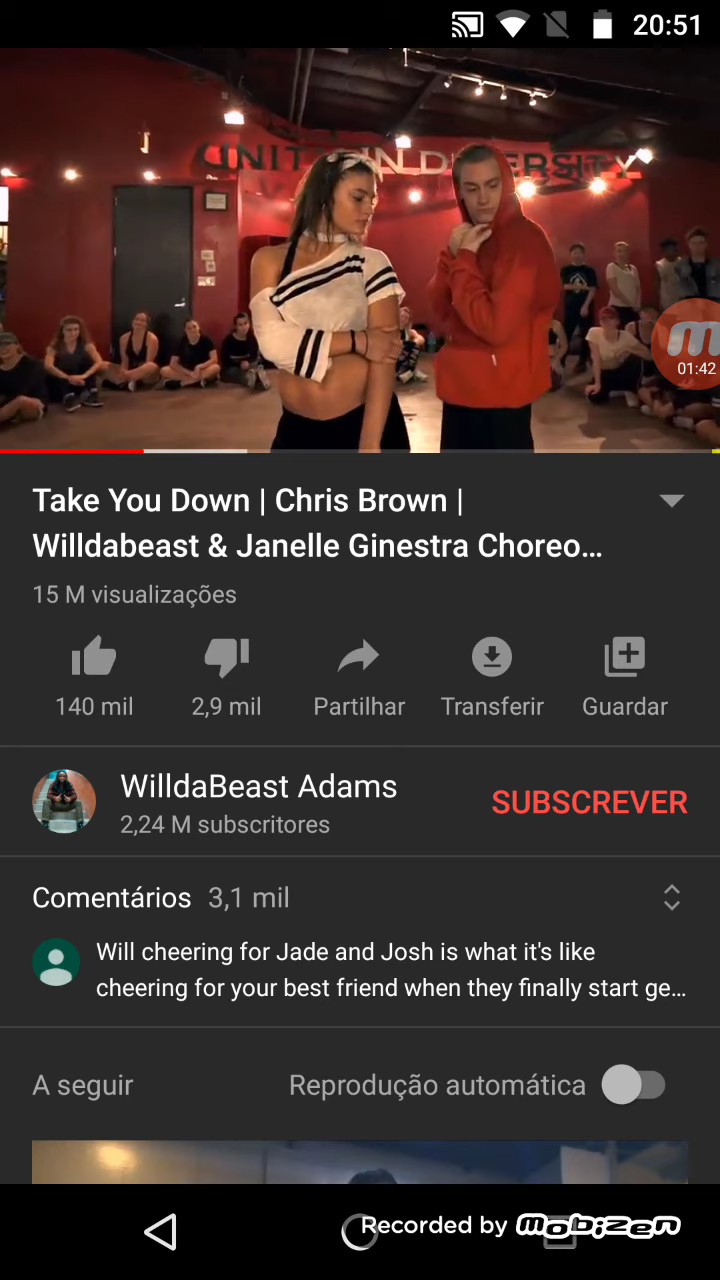 20:51
UNITY IN DIVERSITY
01:42
Take You Down | Chris Brown |
Willdabeast & Janelle Ginestra Choreo...
15 M visualizações
140 mil
2,9 mil
Partilhar
Transferir
Guardar
WilldaBeast Adams
2,24 M subscritores
SUBSCREVER
Comentários 3,1 mil
Will cheering for Jade and Josh is what it's like
cheering for your best friend when they finally start ge...
A seguir
Reprodução automática
Recorded by mobizen